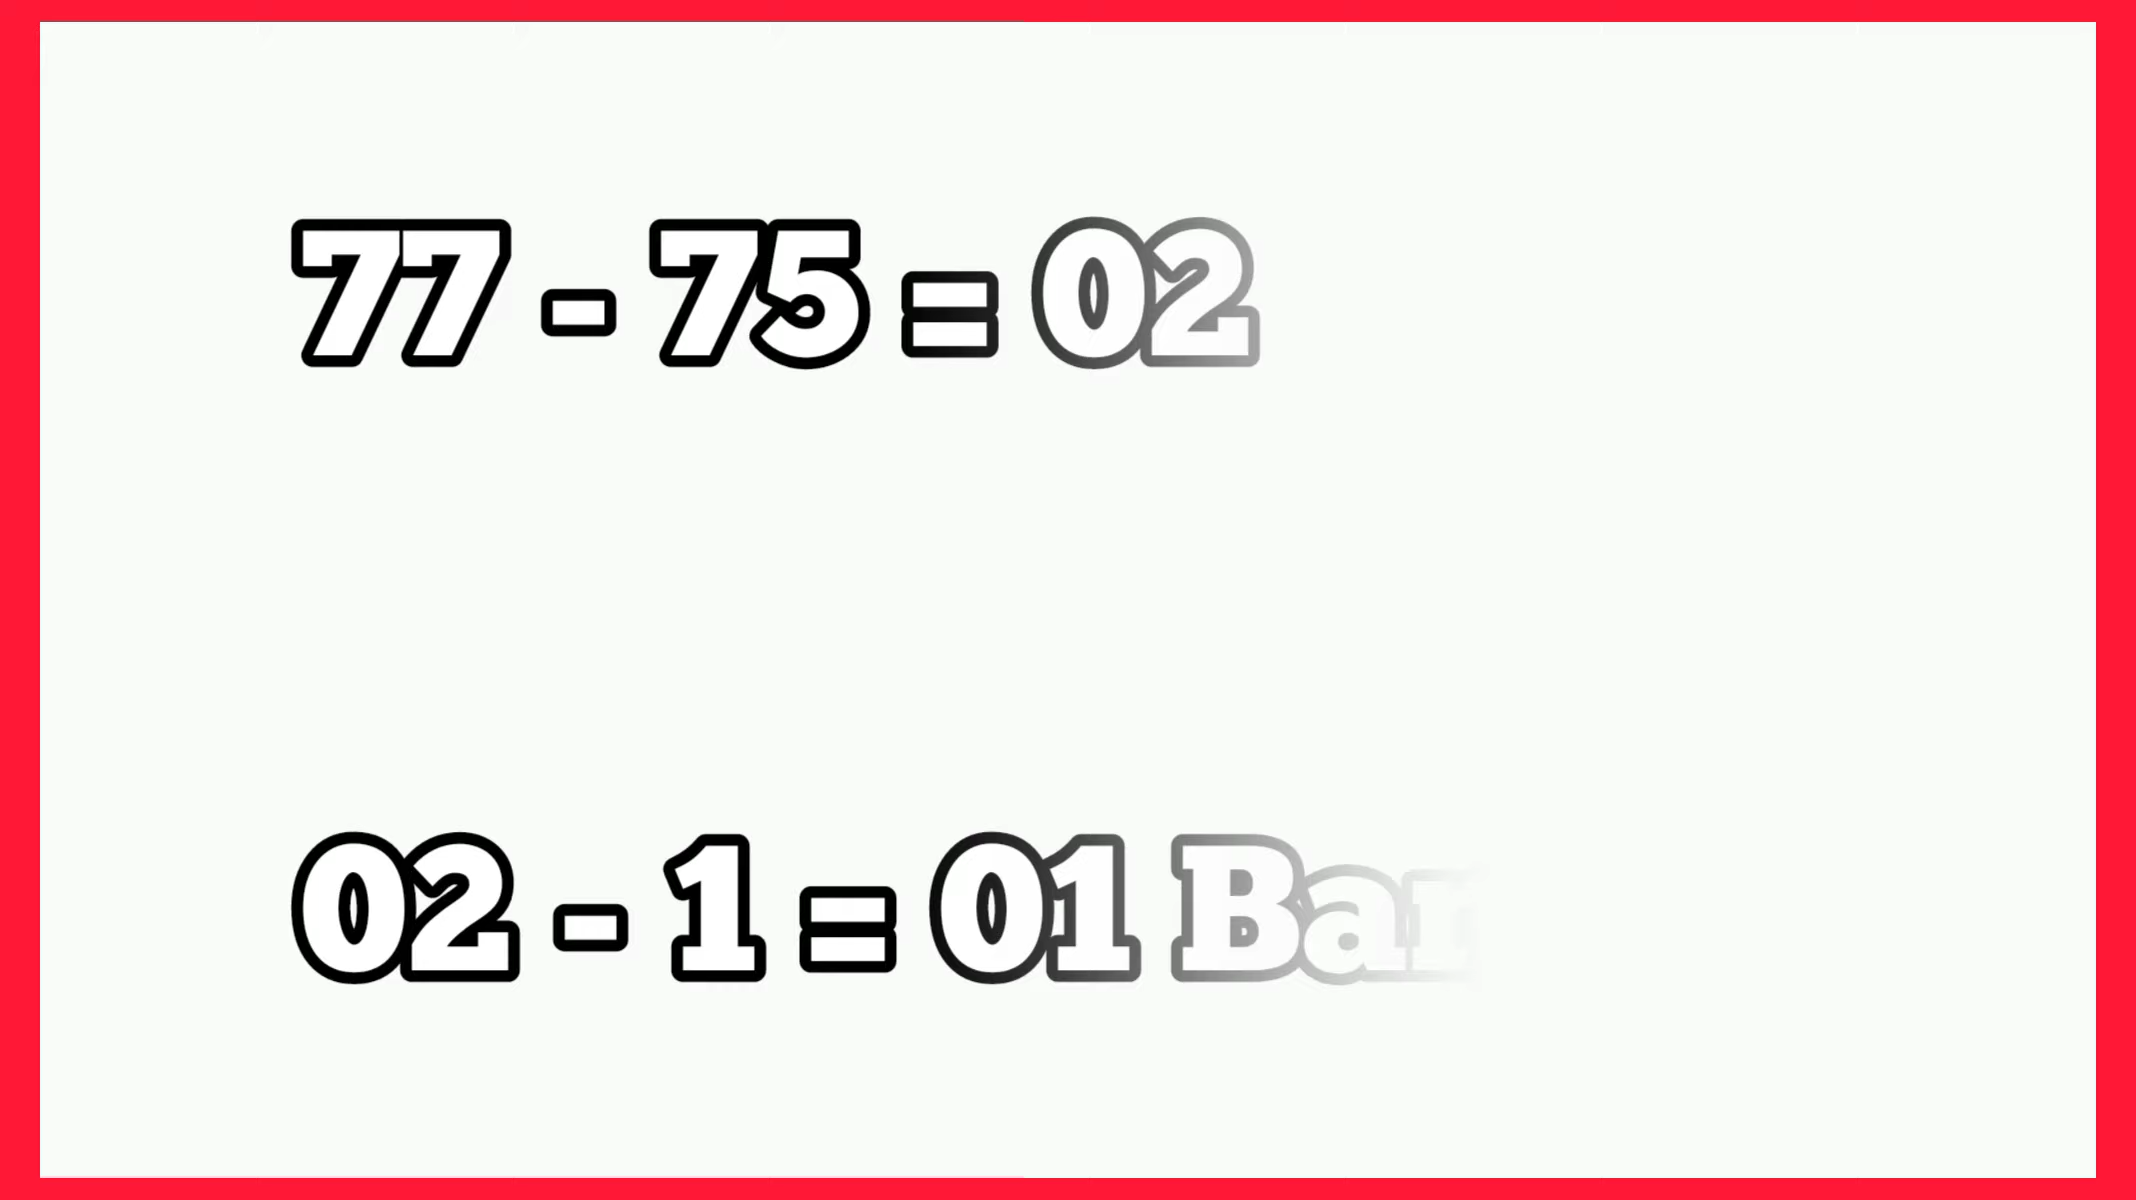 77 - 75 = 02
02 - 1 = 01